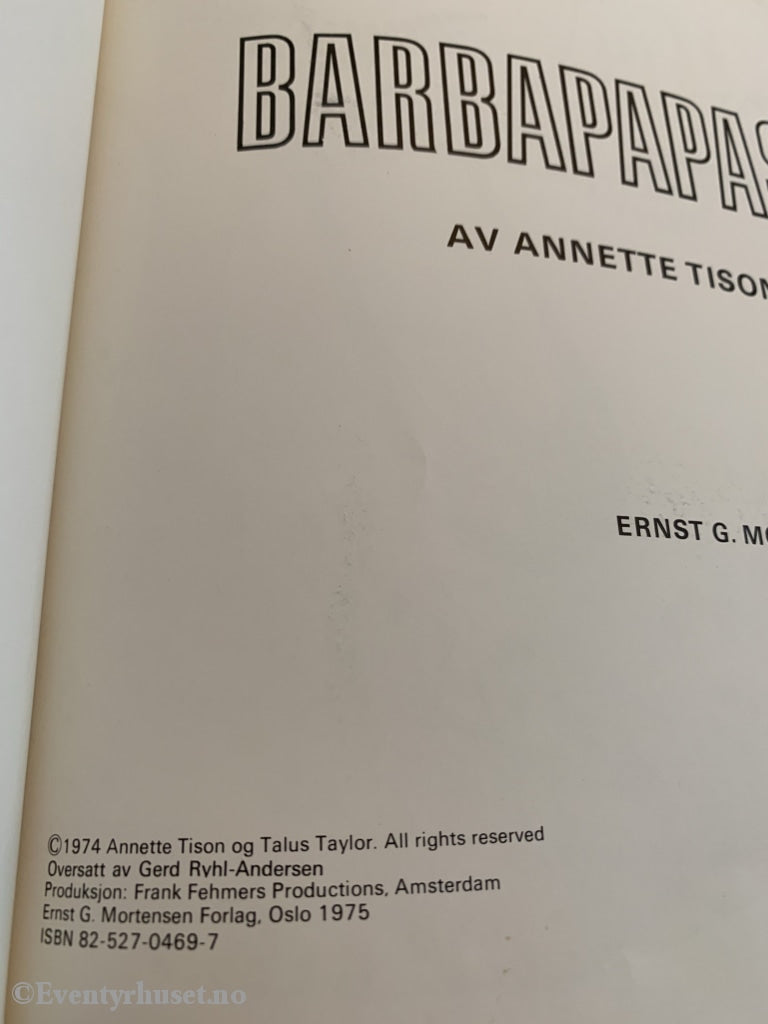 BARBAPAPAS
AV ANNETTE TISON
ERNST G. MO
©1974 Annette Tison og Talus Taylor. All rights reserved
Oversatt av Gerd Rvhl-Andersen
Produksjon: Frank Fehmers Productions, Amsterdam
Ernst G. Mortensen Forlag, Oslo 1975
ISBN 82-527-0469-7
©Eventyrhuset.no